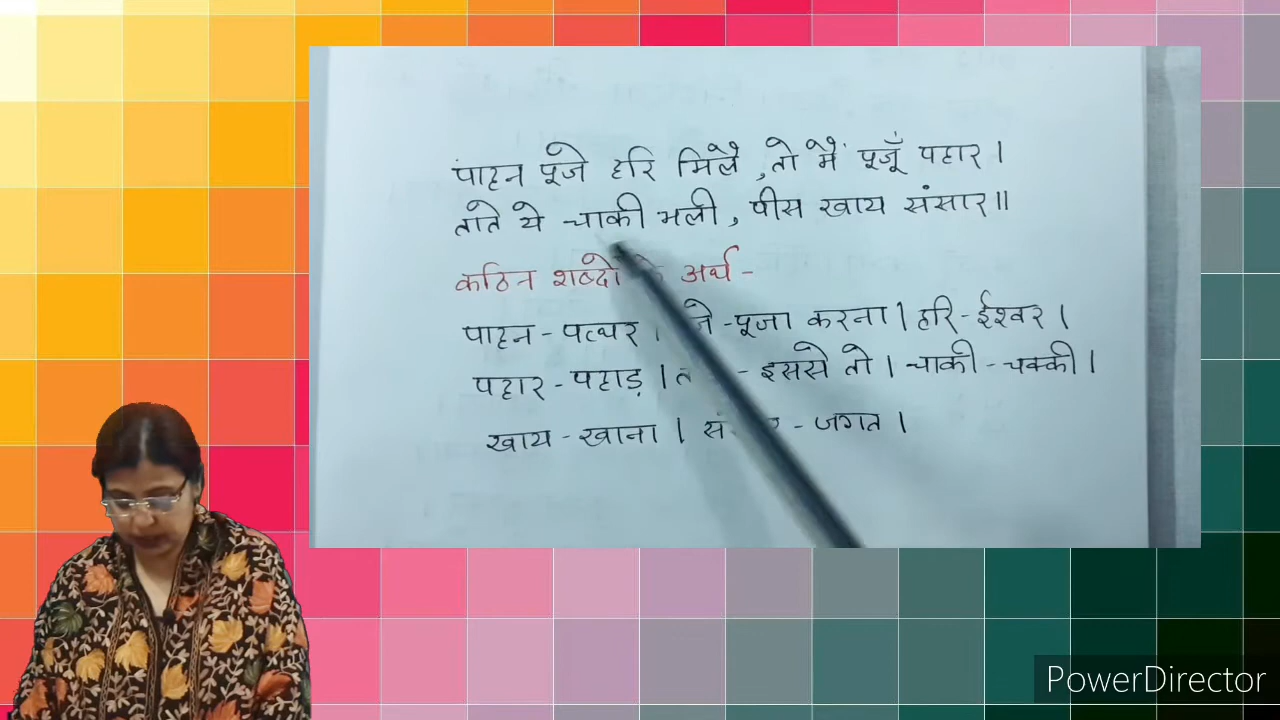 पाहन पूजे हरि मिलै, तो मैं पूजूँ पहार।
ताते ये चाकी भली, पीस खाय संसार॥
कठिन शब्दों के अर्थ-
पाहन-पत्थर। जे-पूजा करना। हरि-ईश्वर।
पहार-पहाड़। त - इससे तो। चाकी-चक्की।
खाय-खाना। सं - जगत।
PowerDirector